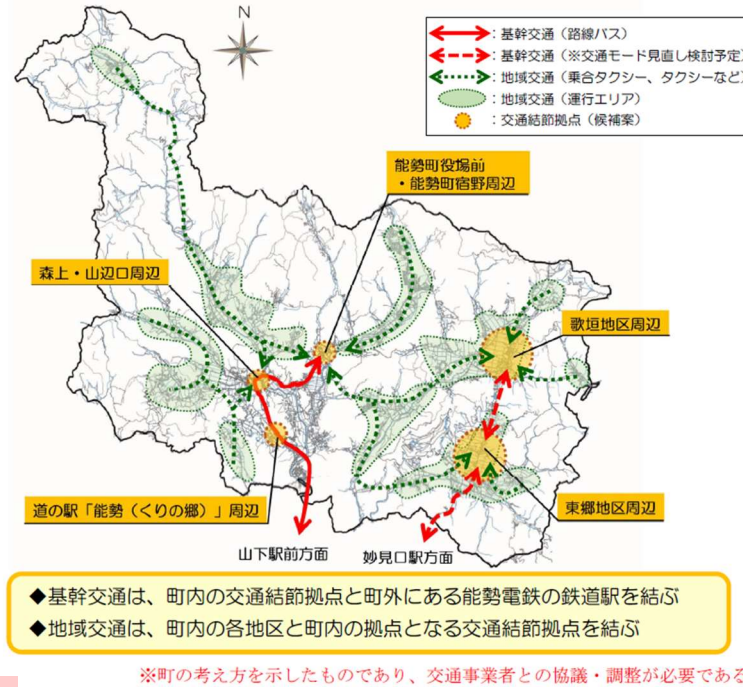 N
：基幹交通（路線バス）
：基幹交通（※交通モード見直し検討予定）
：地域交通（乗合タクシー、タクシーなど）
：地域交通（運行エリア）
：交通結節拠点（候補案）
能勢町役場前
・能勢町宿野周辺
森上・山辺口周辺
歌垣地区周辺
道の駅「能勢（くりの郷）」周辺
東郷地区周辺
山下駅前方面
妙見口駅方面
◆基幹交通は、町内の交通結節拠点と町外にある能勢電鉄の鉄道駅を結ぶ
◆地域交通は、町内の各地区と町内の拠点となる交通結節拠点を結ぶ
※町の考え方を示したものであり、交通事業者との協議・調整が必要である